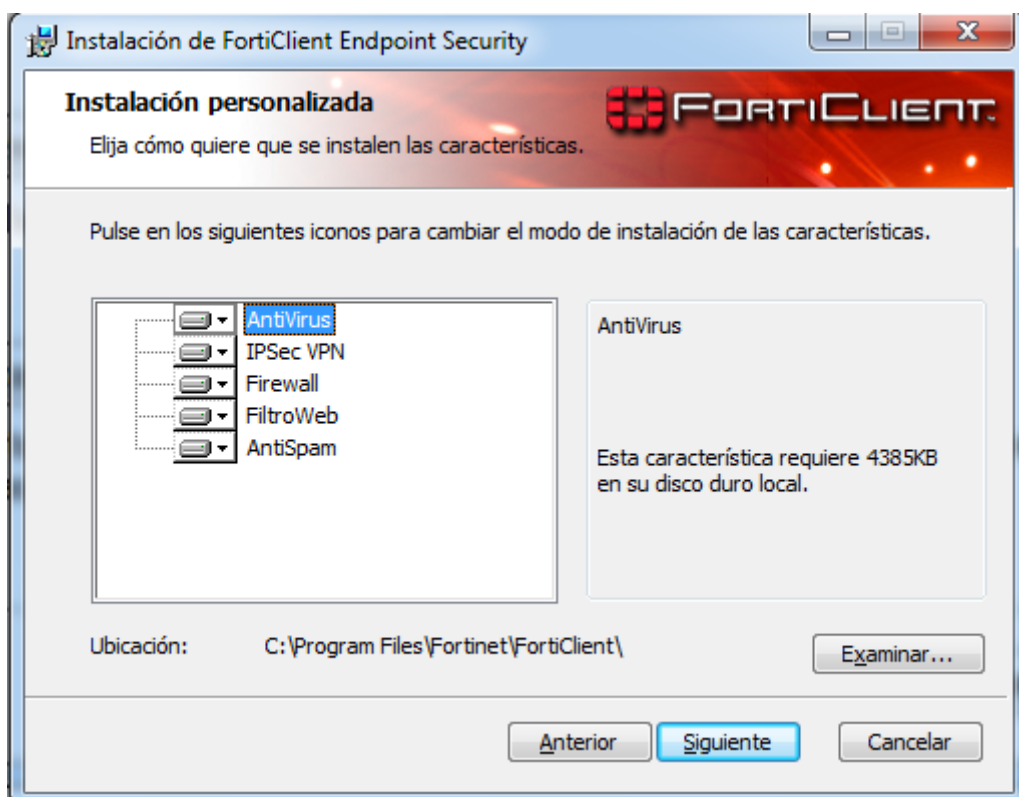 Instalación de FortiClient Endpoint Security
Instalación personalizada
Elija cómo quiere que se instalen las características.
FORTICLIENT
Pulse en los siguientes iconos para cambiar el modo de instalación de las características.
AntiVirus
IPSec VPN
Firewall
FiltroWeb
AntiSpam
AntiVirus
Esta característica requiere 4385KB
en su disco duro local.
Ubicación: C:\Program Files\Fortinet\FortiClient\
Examinar...
Anterior Siguiente Cancelar